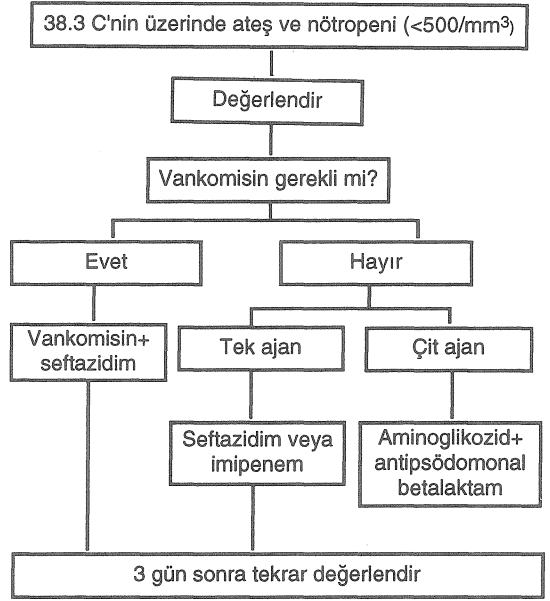 38.3 C'nin üzerinde ateş ve nötropeni (<500/mm³)
Değerlendir
Vankomisin gerekli mi?
Evet
Hayır
Vankomisin+
seftazidim
Tek ajan
Çit ajan
Seftazidim veya
imipenem
Aminoglikozid+
antipsödomonal
betalaktam
3 gün sonra tekrar değerlendir